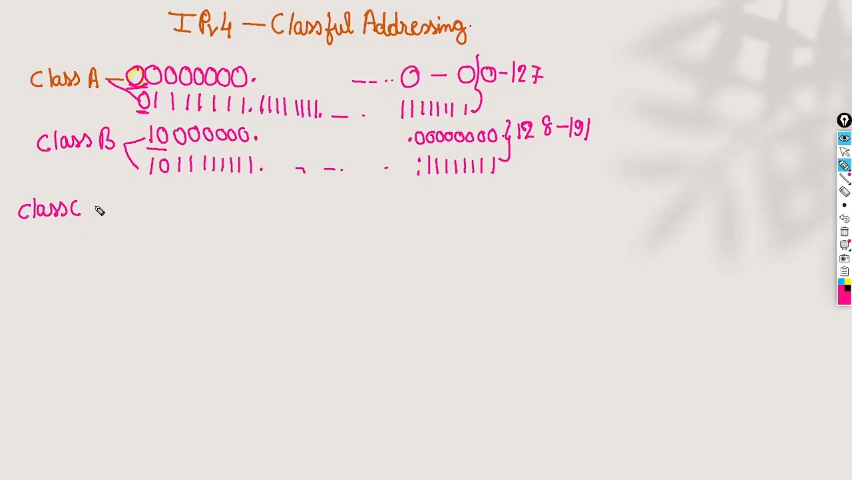 IPv4 — Classful Addressing.
Class A — 00000000. ---- .. 0 — 0 } 0-127
01111111. 11111111. — . 11111111
Class B — 10000000. .00000000. } 128-191
10111111. - -. . :11111111
Class C